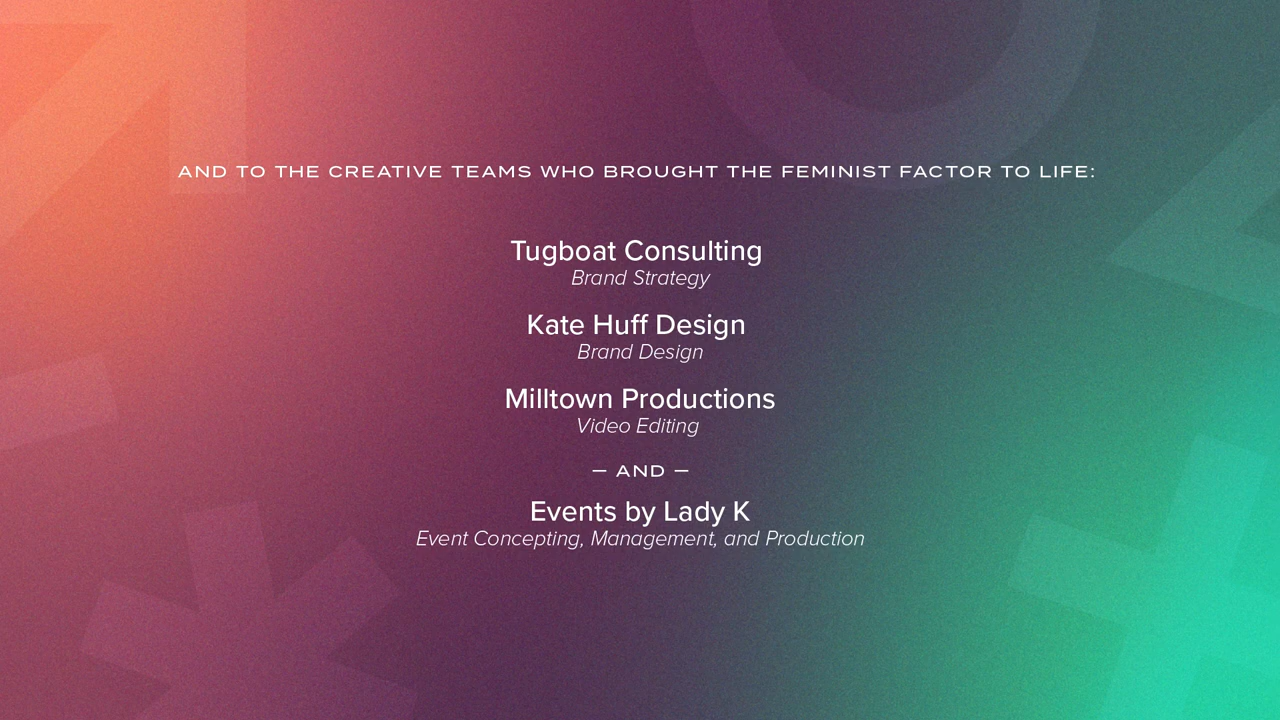 AND TO THE CREATIVE TEAMS WHO BROUGHT THE FEMINIST FACTOR TO LIFE:
Tugboat Consulting
Brand Strategy
Kate Huff Design
Brand Design
Milltown Productions
Video Editing
— AND —
Events by Lady K
Event Concepting, Management, and Production